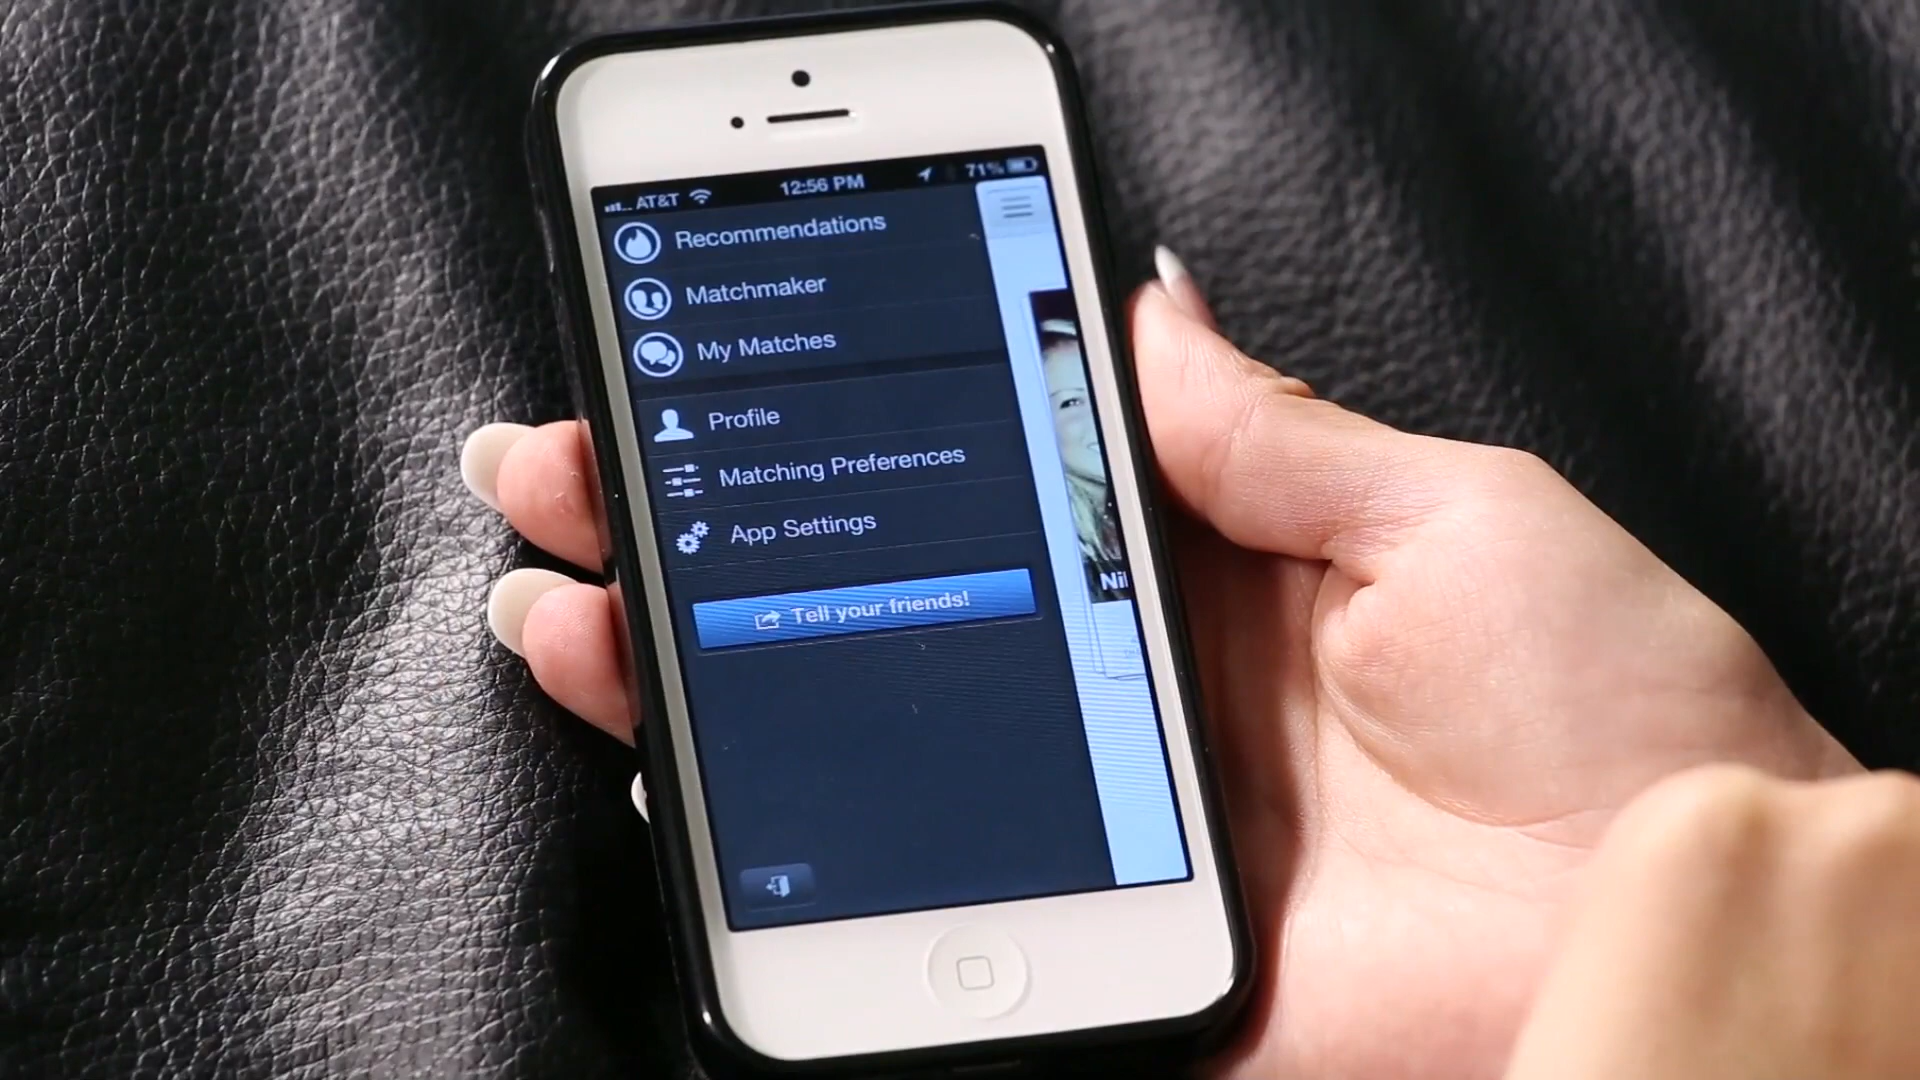 AT&T 12:56 PM 71%
Recommendations
Matchmaker
My Matches
Profile
Matching Preferences
App Settings
Tell your friends!